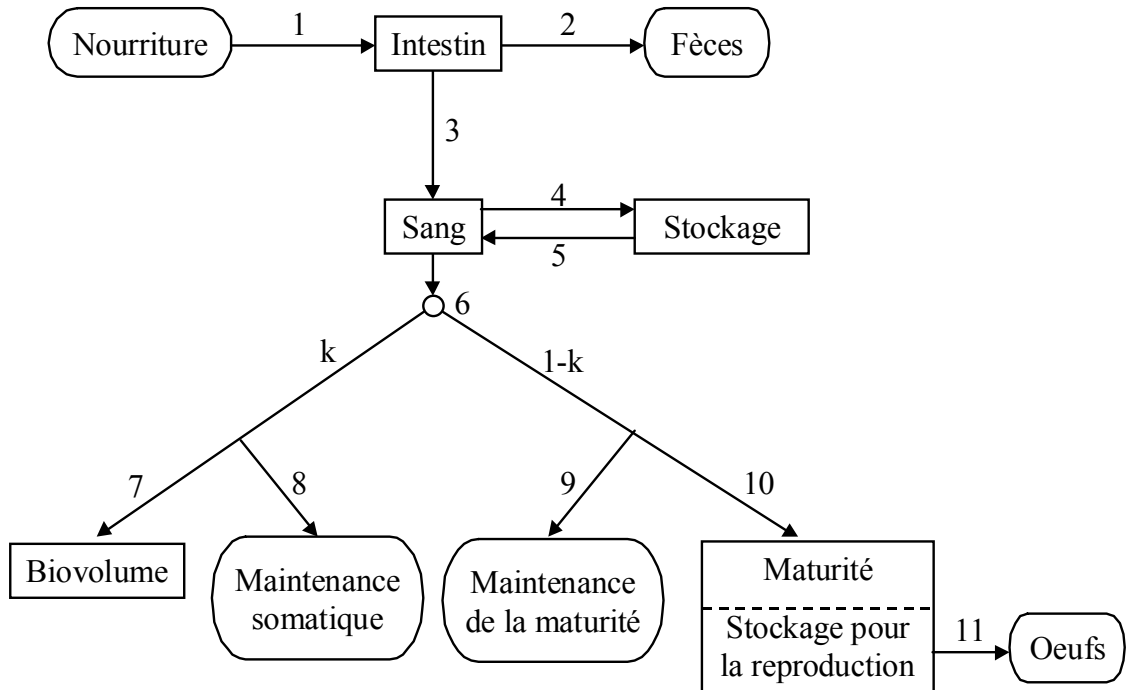 1
2
Nourriture
Intestin
Fèces
3
4
Sang
Stockage
5
6
k
1-k
7
8
9
10
Biovolume
Maintenance
somatique
Maintenance
de la maturité
Maturité
Stockage pour
la reproduction
11
Oeufs